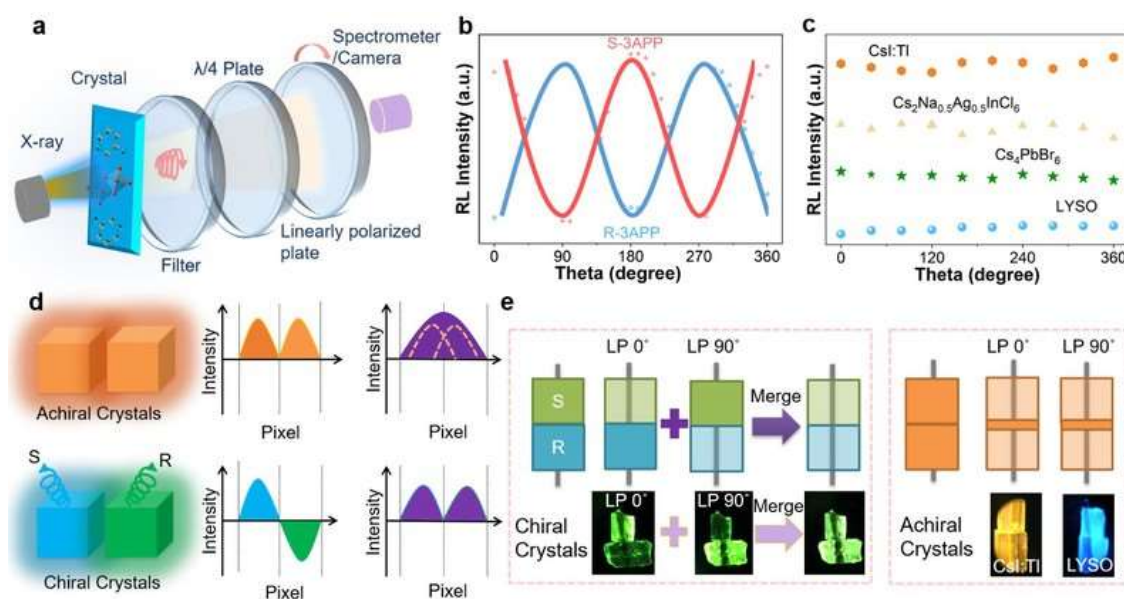 a
Spectrometer
/Camera
λ/4 Plate
Crystal
X-ray
Filter
Linearly polarized
plate
b
RL Intensity (a.u.)
S-3APP
R-3APP
0 90 180 270 360
Theta (degree)
c
RL Intensity (a.u.)
CsI:Tl
Cs2Na0.5Ag0.5InCl6
Cs4PbBr6
LYSO
0 120 240 360
Theta (degree)
d
Achiral Crystals
Intensity
Pixel
Intensity
Pixel
S R
Chiral Crystals
Intensity
Pixel
Intensity
Pixel
e
LP 0° LP 90°
S
R
Merge
LP 0° LP 90°
Merge
Chiral
Crystals
LP 0° LP 90°
Achiral
Crystals
CsI:Tl LYSO